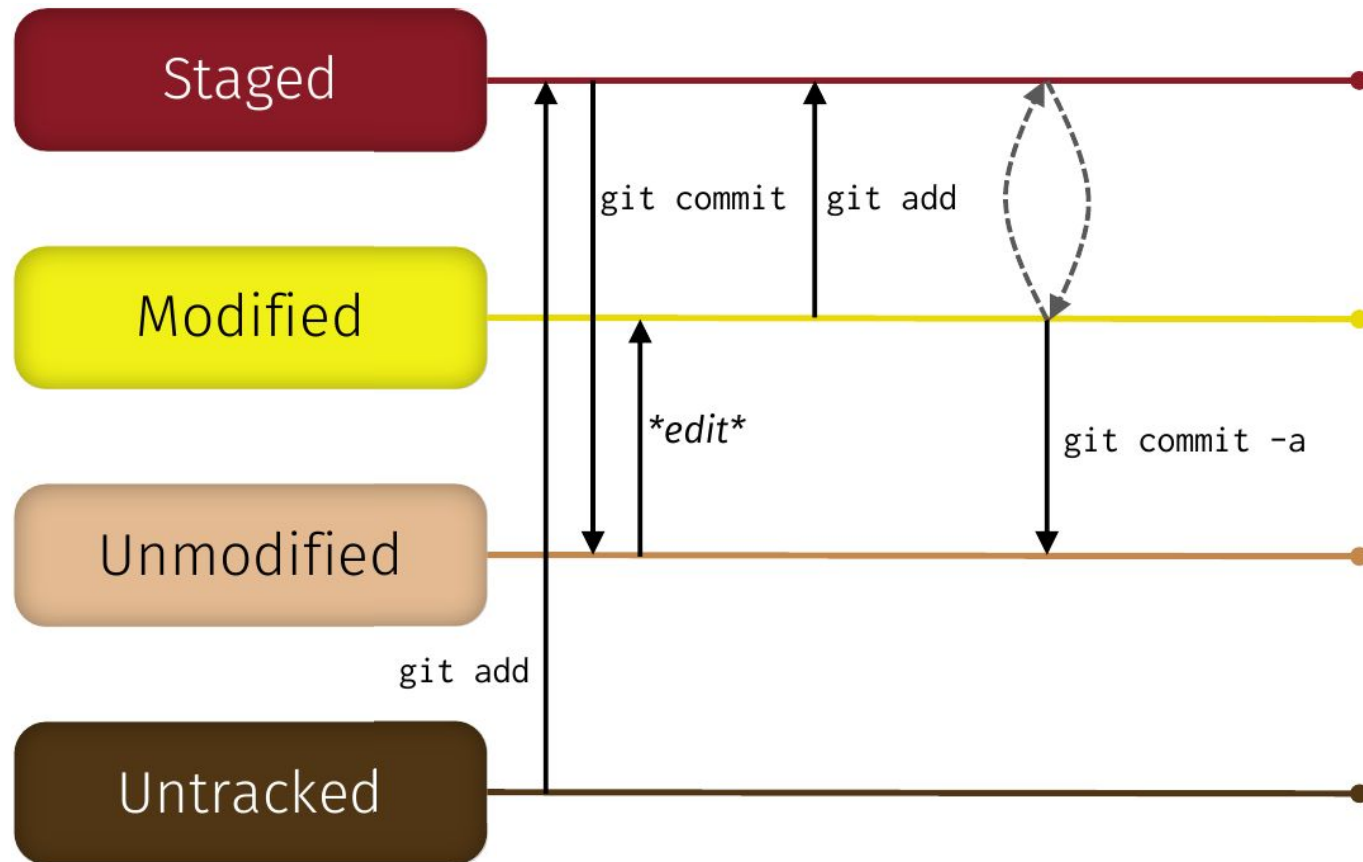 Staged
git commit
git add
Modified
*edit*
git commit -a
Unmodified
git add
Untracked